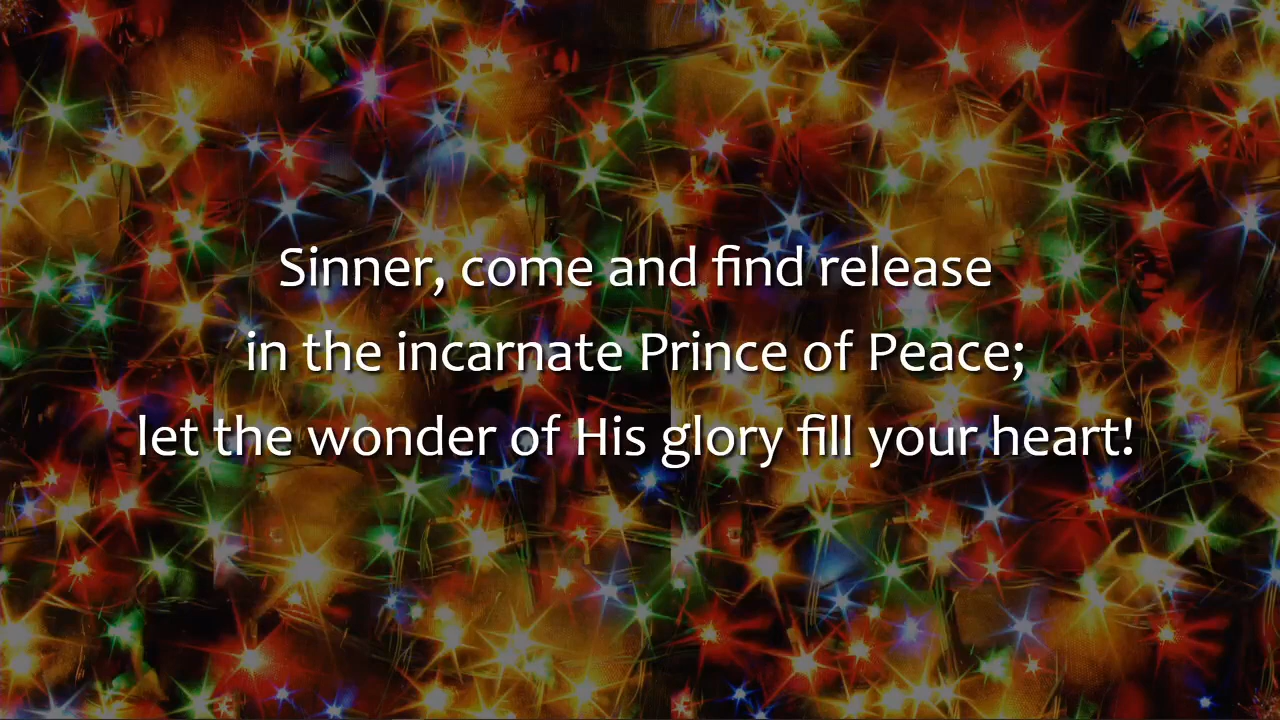 Sinner, come and find release
in the incarnate Prince of Peace;
let the wonder of His glory fill your heart!